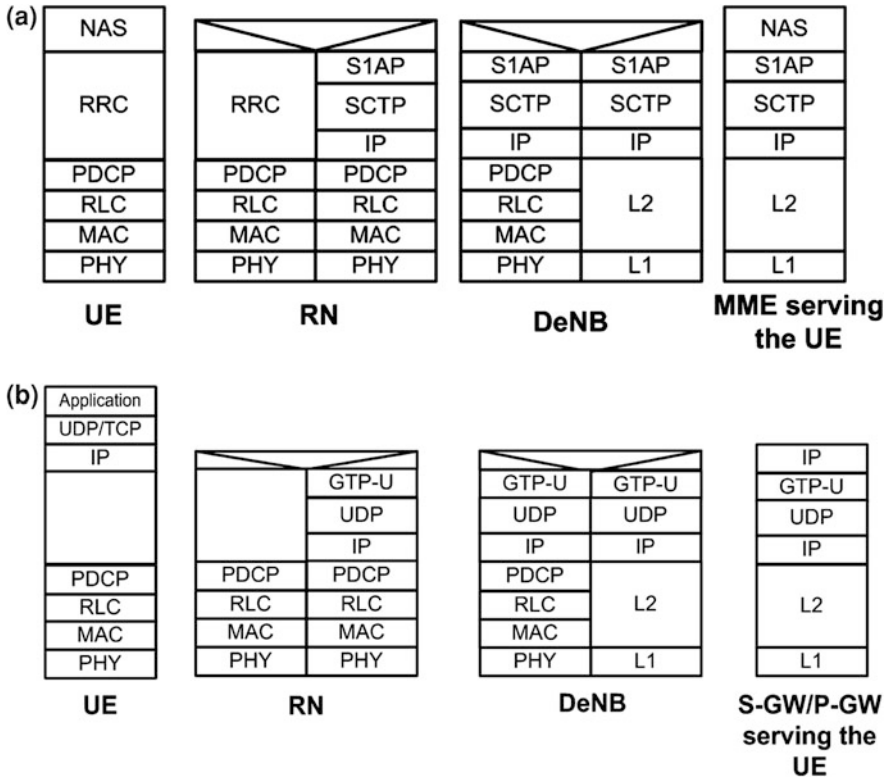 (a)
NAS
NAS
S1AP
S1AP
S1AP
S1AP
RRC
RRC
SCTP
SCTP
SCTP
SCTP
IP
IP
IP
IP
PDCP
PDCP
PDCP
PDCP
RLC
RLC
RLC
RLC
L2
L2
MAC
MAC
MAC
MAC
PHY
PHY
PHY
PHY
L1
L1
UE
RN
DeNB
MME serving
the UE
(b)
Application
UDP/TCP
IP
IP
GTP-U
GTP-U
GTP-U
GTP-U
UDP
UDP
UDP
UDP
IP
IP
IP
IP
PDCP
PDCP
PDCP
PDCP
RLC
RLC
RLC
RLC
L2
L2
MAC
MAC
MAC
MAC
PHY
PHY
PHY
PHY
L1
L1
UE
RN
DeNB
S-GW/P-GW
serving the
UE